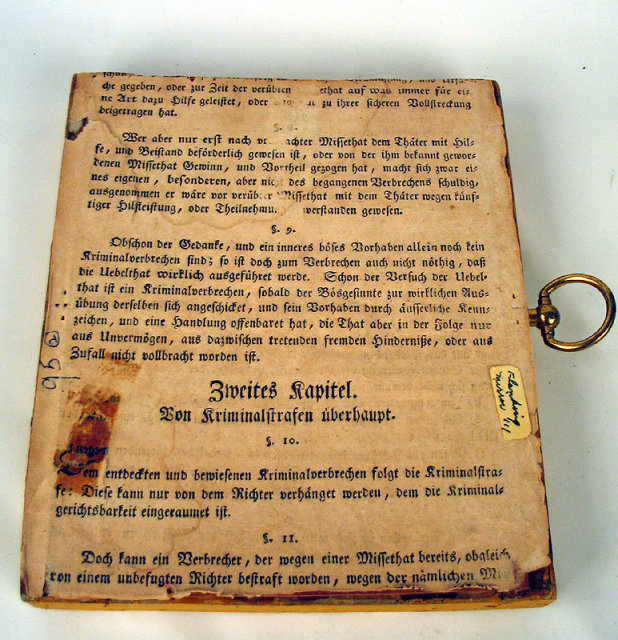 che gegeben, oder zur Zeit der verübten that auf was immer für ei-
ne Art dazu Hilfe geleistet, oder zu ihrer sicheren Vollstreckung
beigetragen hat.
§. 8.
Wer aber nur erst nach vo achter Missethat dem Thäter mit Hil-
fe, und Beistand beförderlich gewesen ist, oder von der ihm bekannt gewor-
denen Missethat Gewinn, und Vortheil gezogen hat, macht sich zwar ei-
nes eigenen, besonderen, aber nicht des begangenen Verbrechens schuldig,
ausgenommen er wäre vor verübter Missethat mit dem Thäter wegen künf-
tiger Hilfleistung, oder Theilnehmung verstanden gewesen.
§. 9.
Obschon der Gedanke, und ein inneres böses Vorhaben allein noch kein
Kriminalverbrechen sind; so ist doch zum Verbrechen auch nicht nöthig, daß
die Uebelthat wirklich ausgeführet werde. Schon der Versuch der Uebel-
that ist ein Kriminalverbrechen, sobald der Bösgesinnte zur wirklichen Aus-
übung derselben sich angeschicket, und sein Vorhaben durch äusserliche Kenn-
zeichen, und eine Handlung offenbaret hat, die That aber in der Folge nur
aus Unvermögen, aus dazwischen tretenden fremden Hinderniße, oder aus
Zufall nicht vollbracht worden ist.
Zweites Kapitel.
Von Kriminalstrafen überhaupt.
§. 10.
Dem entdeckten und bewiesenen Kriminalverbrechen folgt die Kriminalstra-
fe: Diese kann nur von dem Richter verhänget werden, dem die Kriminal-
gerichtsbarkeit eingeraumet ist.
§. 11.
Doch kann ein Verbrecher, der wegen einer Missethat bereits, obgleich
von einem unbefugten Richter bestraft worden, wegen der nämlichen